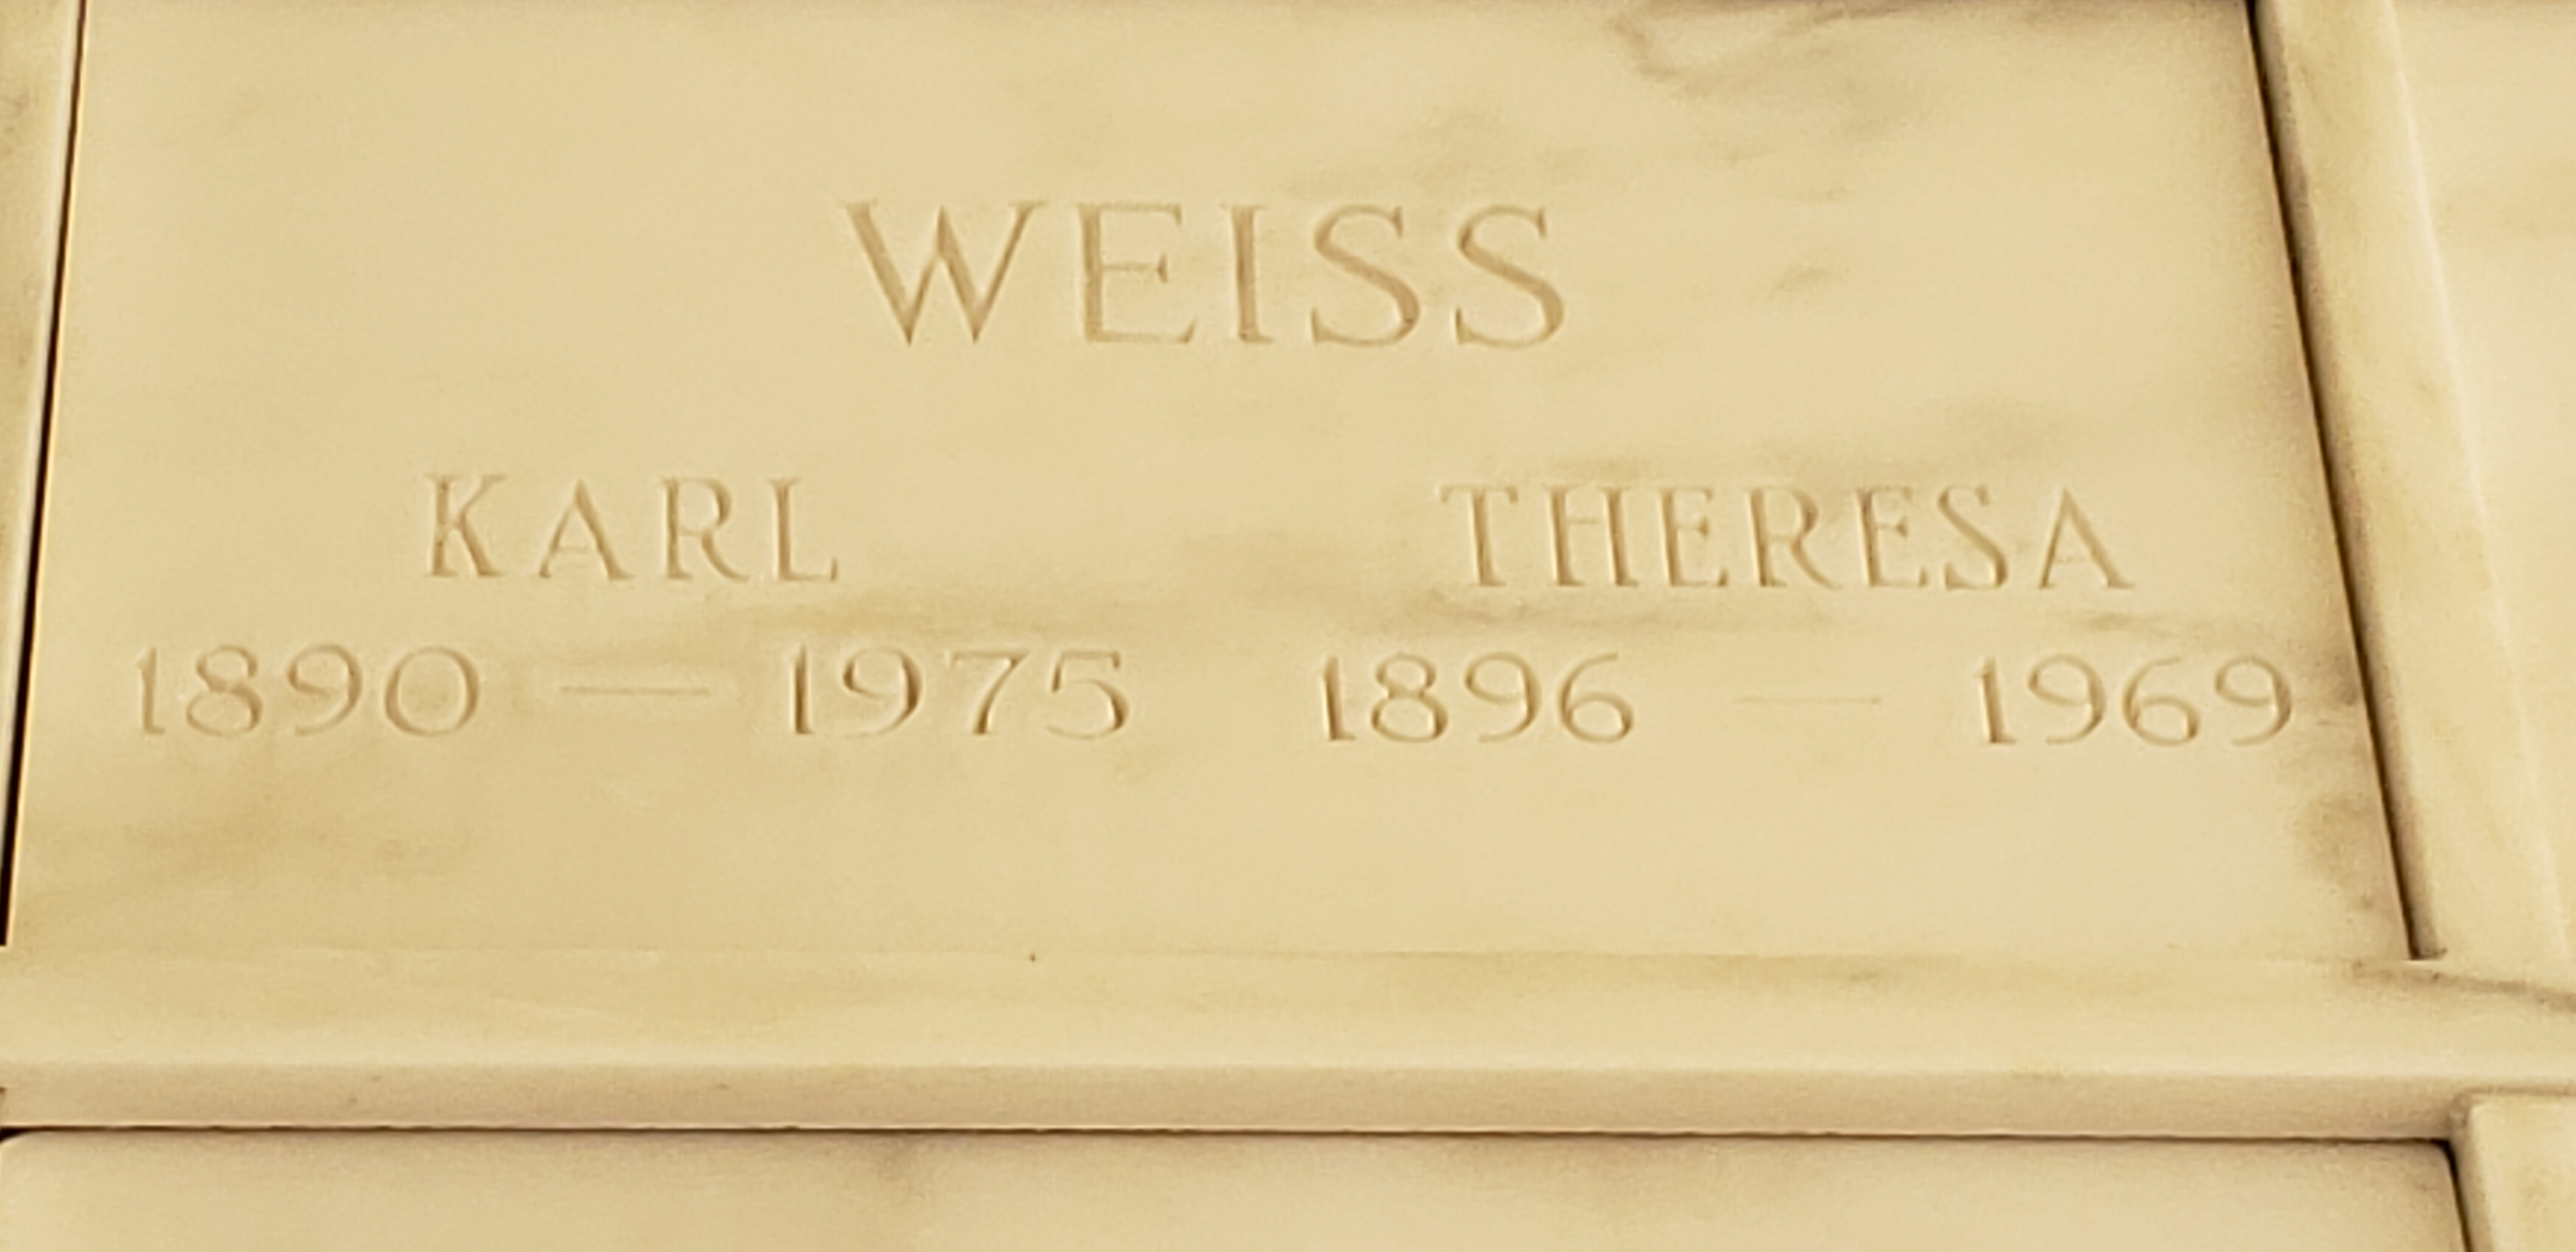 WEISS
KARL THERESA
1890 — 1975 1896 — 1969